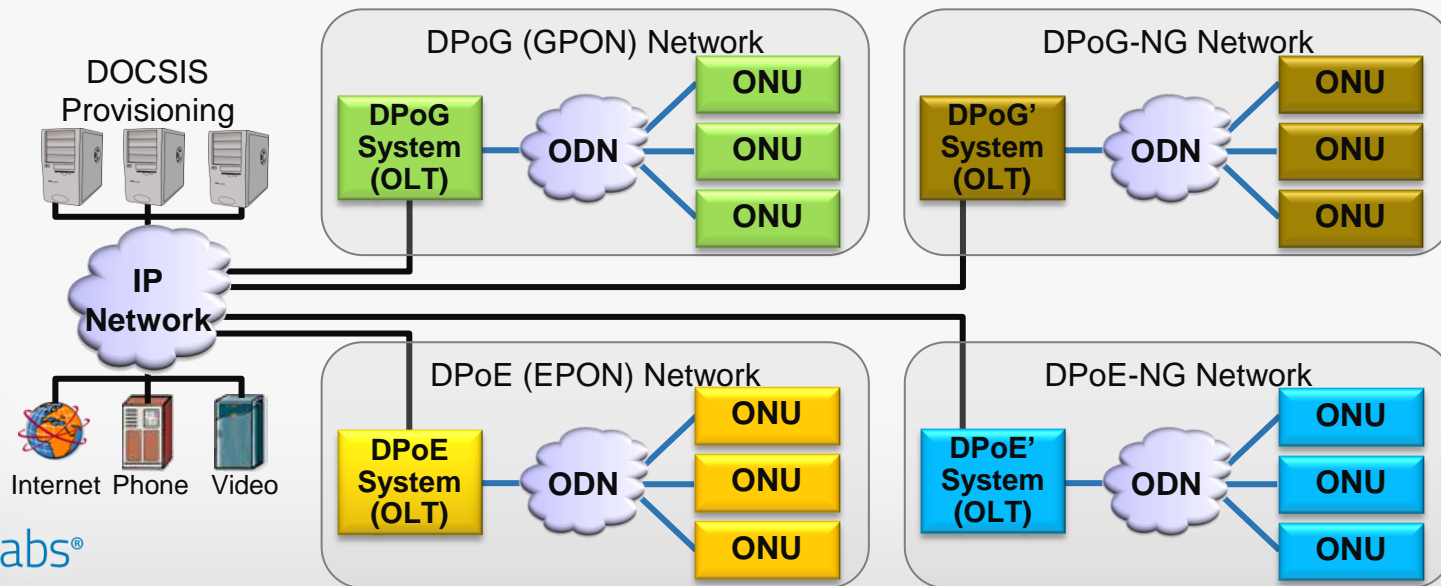 DOCSIS
Provisioning
IP
Network
Internet Phone Video
abs®
DPoG (GPON) Network
DPoG
System
(OLT)
ODN
ONU
ONU
ONU
DPoG-NG Network
DPoG’
System
(OLT)
ODN
ONU
ONU
ONU
DPoE (EPON) Network
DPoE
System
(OLT)
ODN
ONU
ONU
ONU
DPoE-NG Network
DPoE’
System
(OLT)
ODN
ONU
ONU
ONU